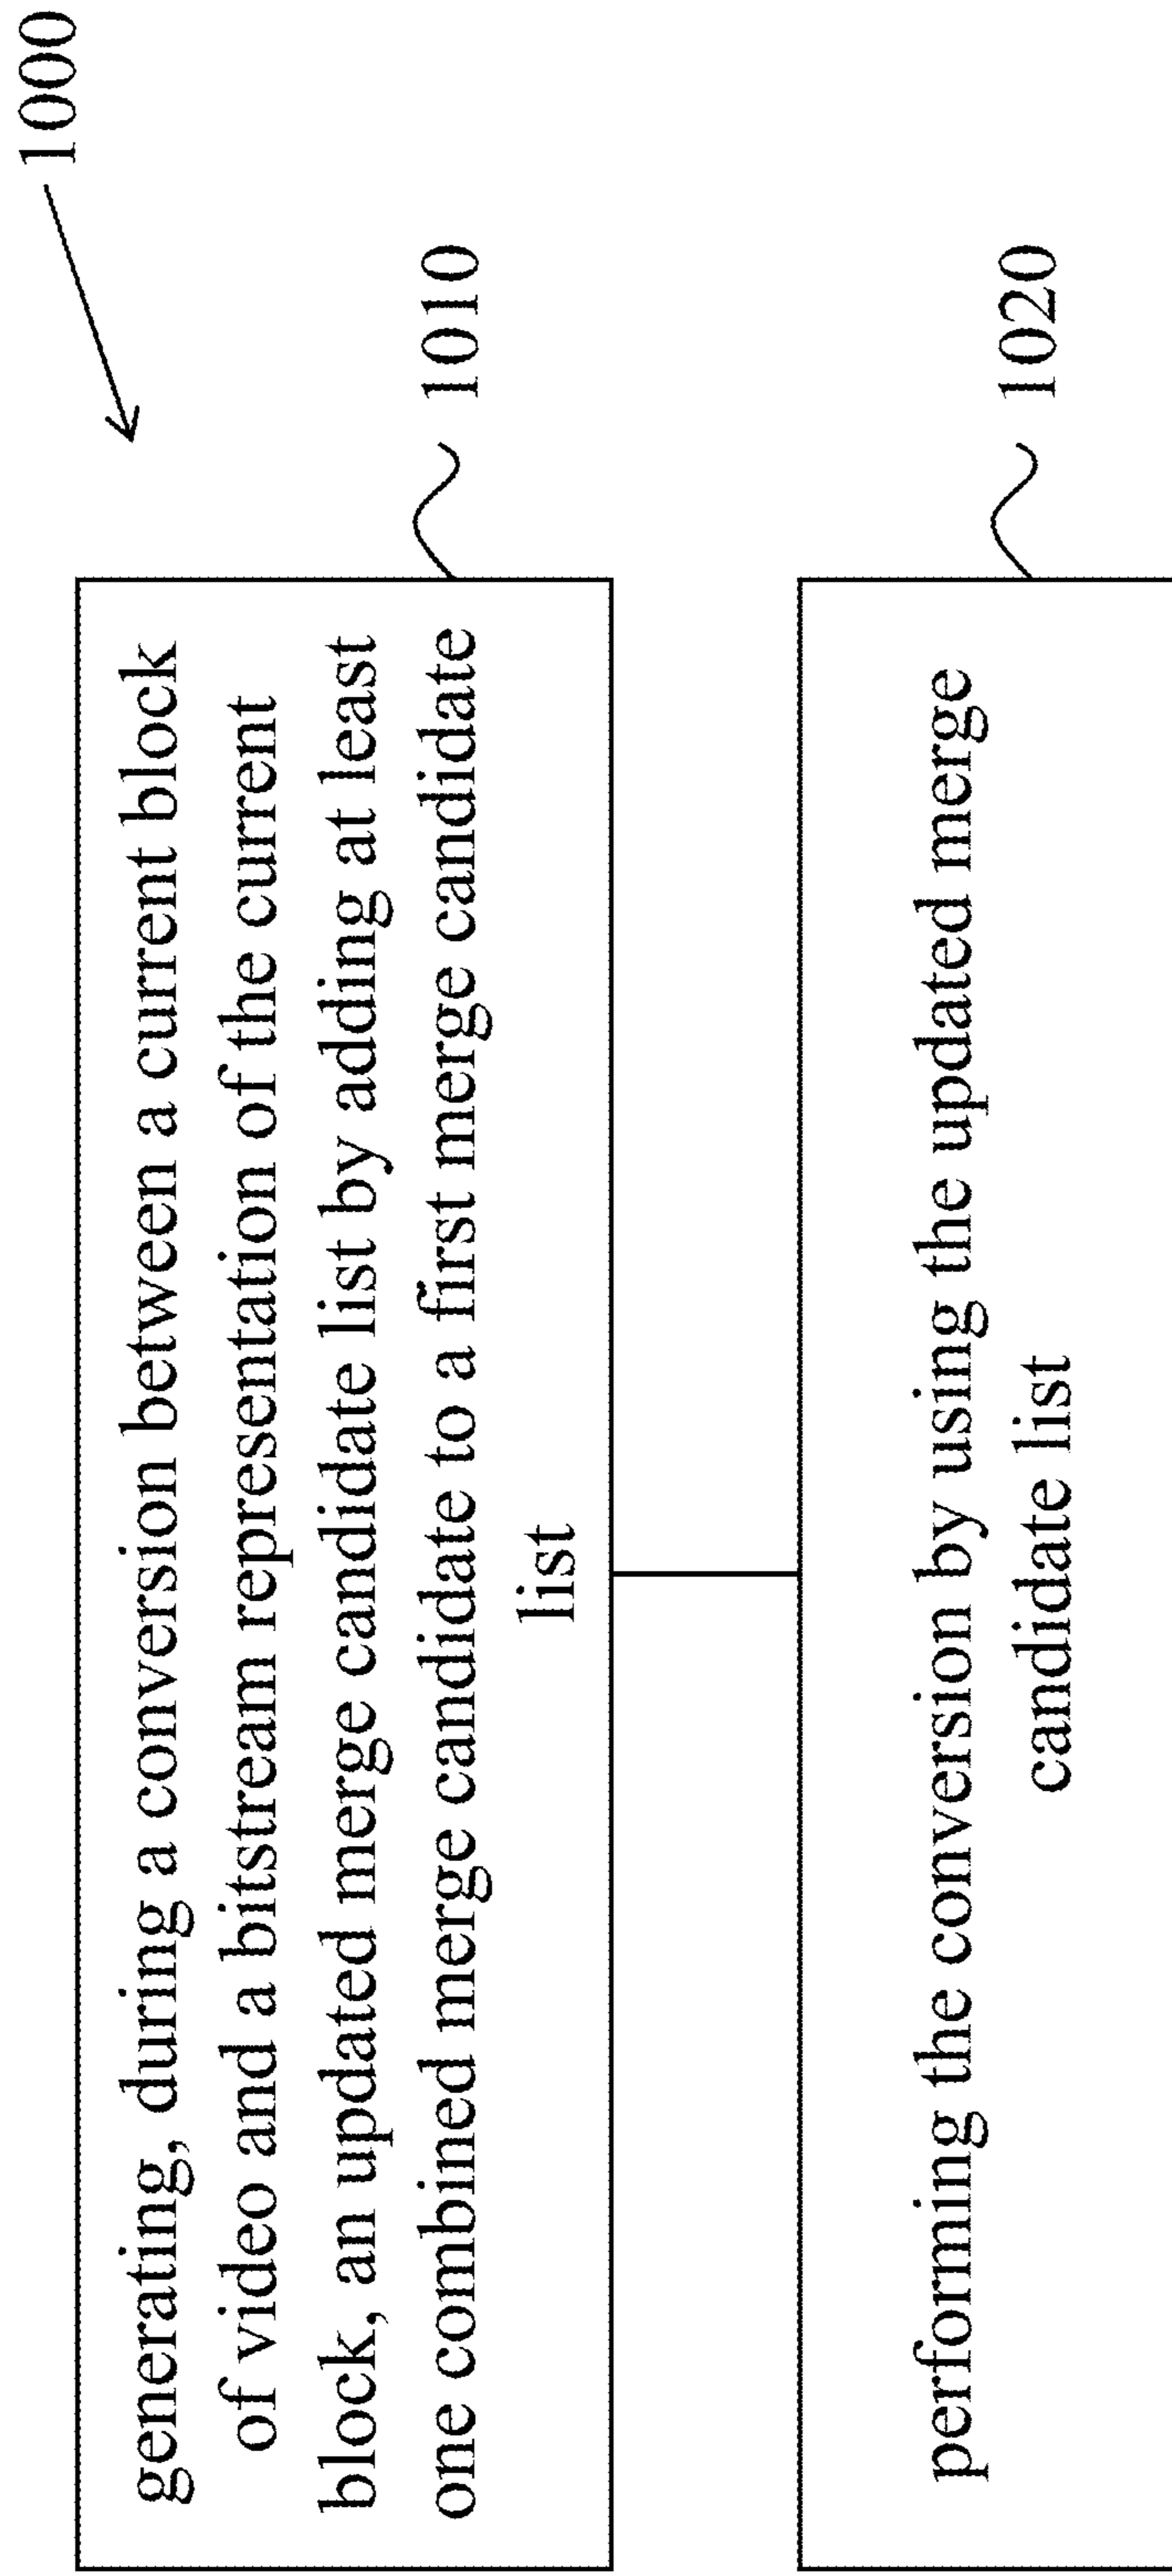 1000
generating, during a conversion between a current block
of video and a bitstream representation of the current
block, an updated merge candidate list by adding at least
one combined merge candidate to a first merge candidate
list
1010
performing the conversion by using the updated merge
candidate list
1020